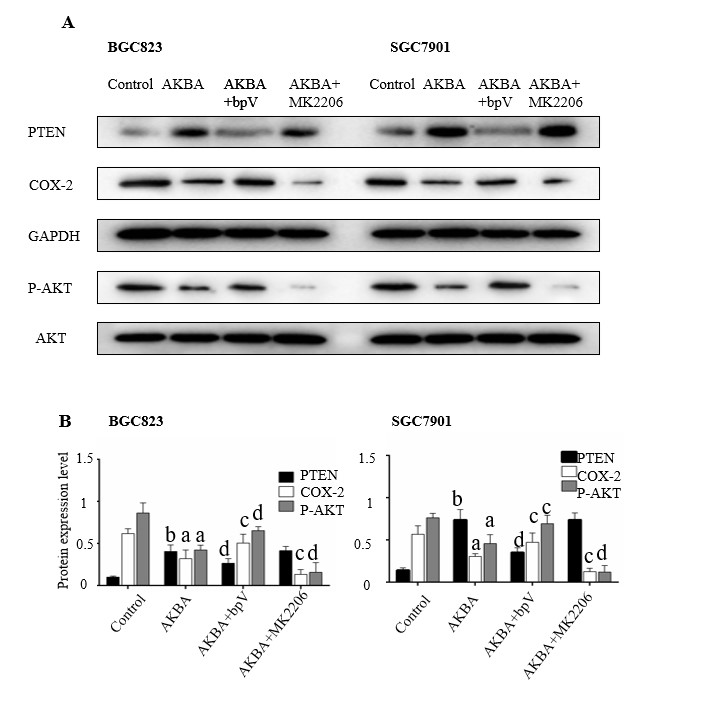 A
BGC823 SGC7901
Control AKBA AKBA +bpV AKBA+ MK2206 Control AKBA AKBA +bpV AKBA+ MK2206
PTEN
COX-2
GAPDH
P-AKT
AKT
B BGC823 SGC7901
Protein expression level
1.5
1
0.5
0
PTEN
COX-2
P-AKT
b a a d c d c d
Control AKBA AKBA+bpV AKBA+MK2206
1.5
1
0.5
0
PTEN
COX-2
P-AKT
b a a d c c c d
Control AKBA AKBA+bpV AKBA+MK2206